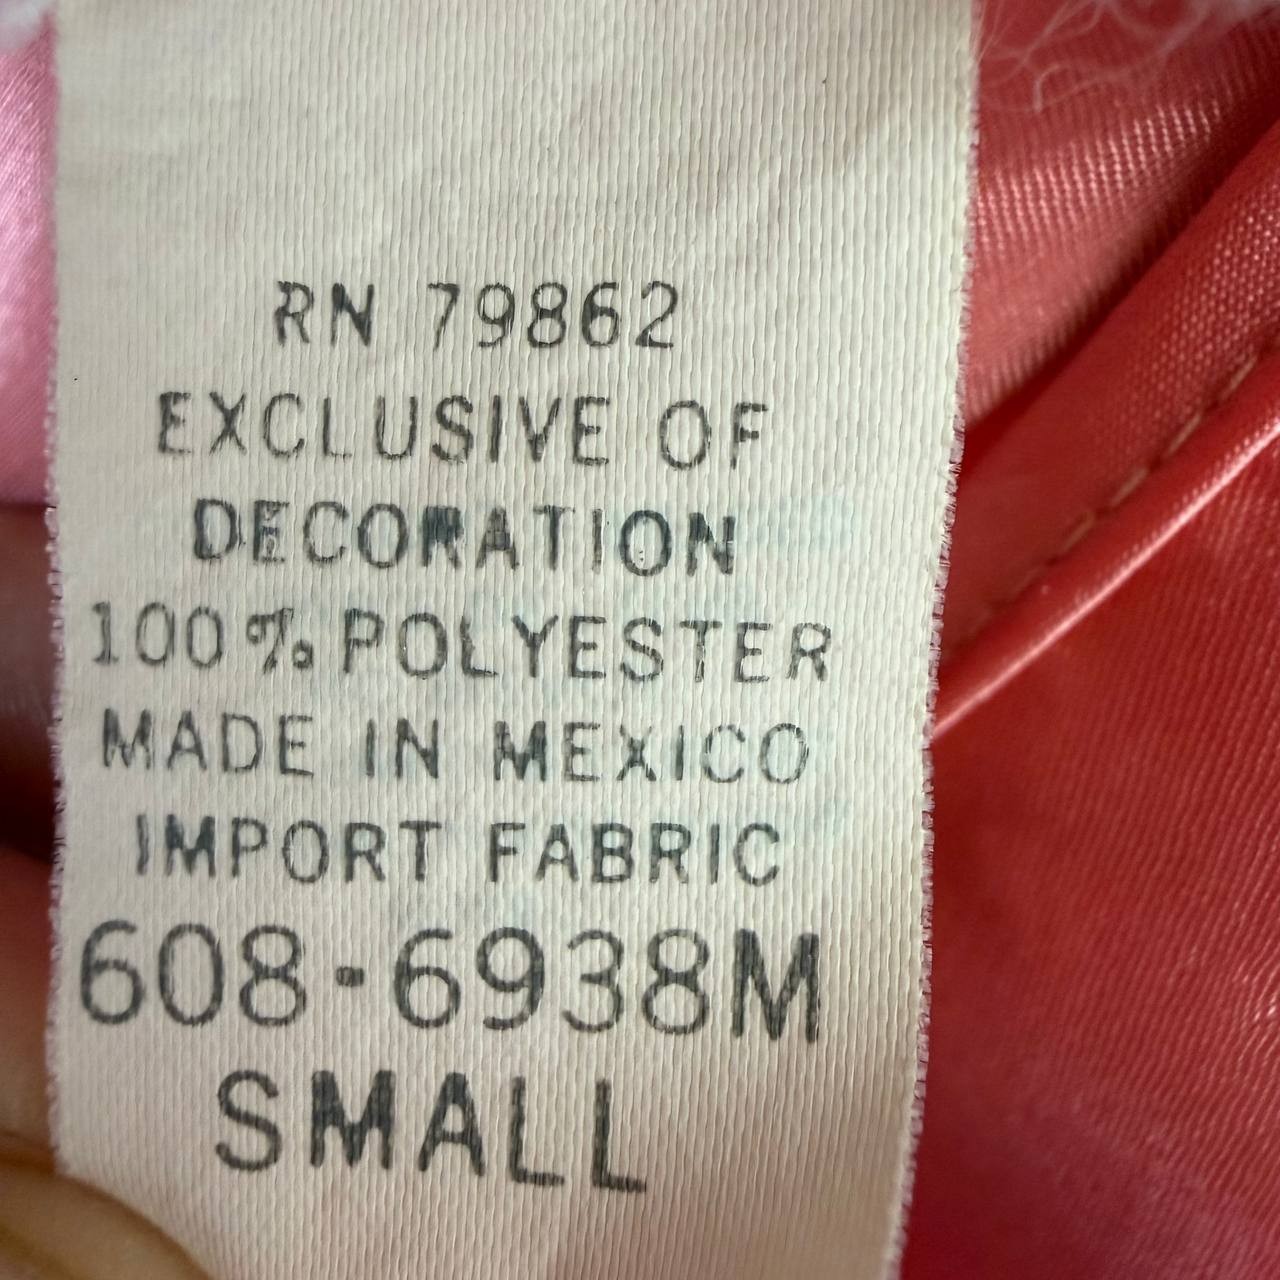 RN 79862
EXCLUSIVE OF
DECORATION
100% POLYESTER
MADE IN MEXICO
IMPORT FABRIC
608-6938M
SMALL